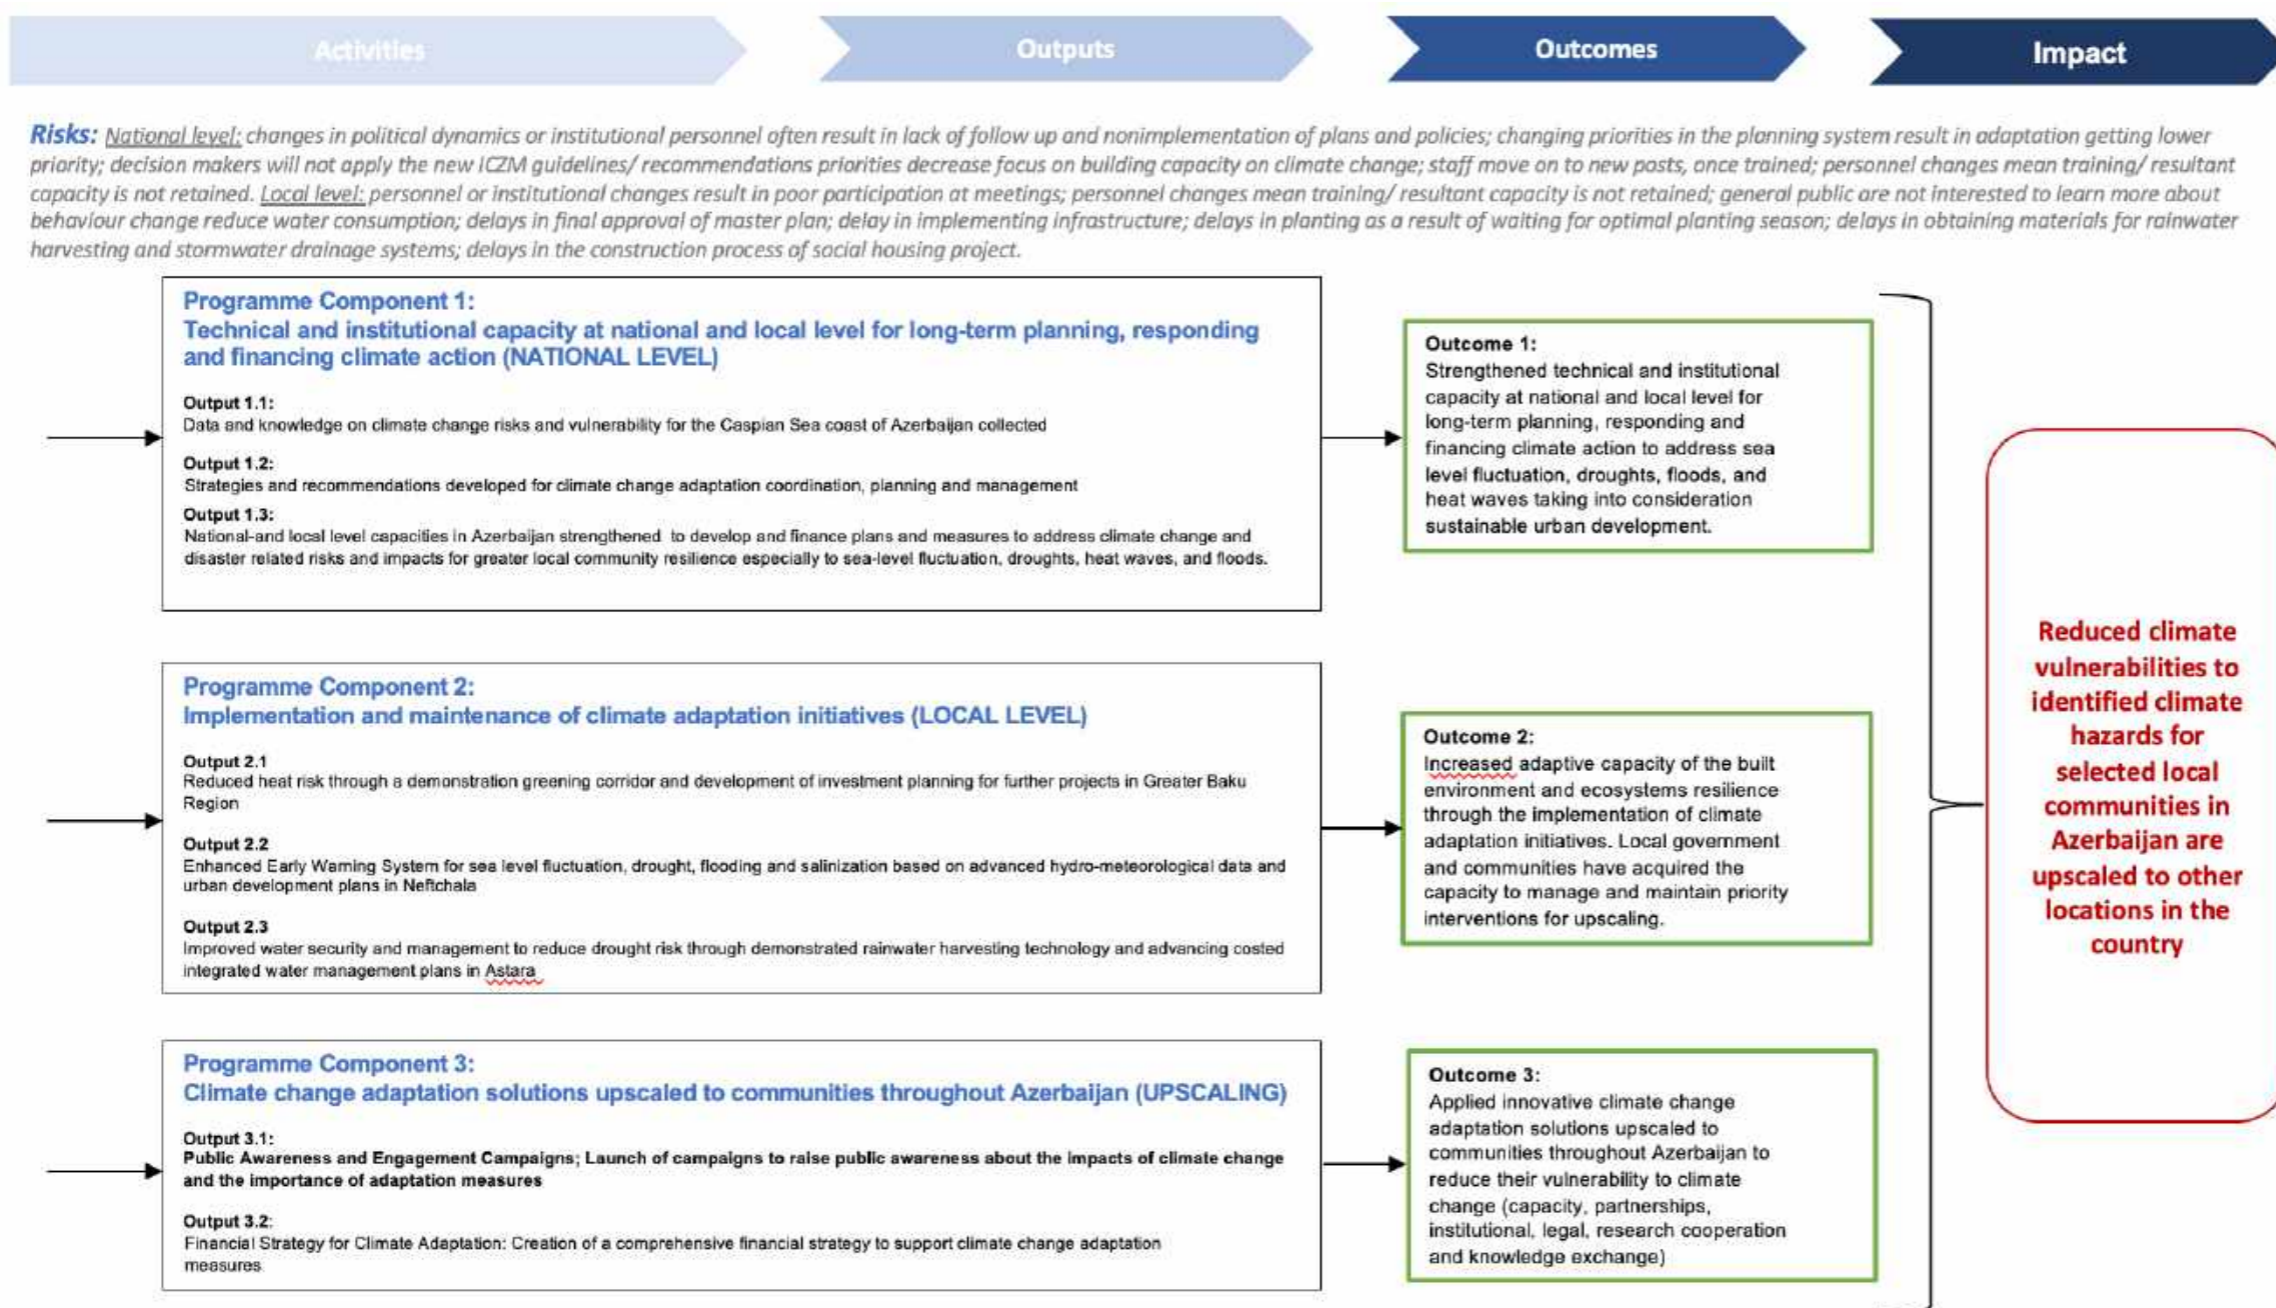 Activities
Outputs
Outcomes
Impact
Risks: National level: changes in political dynamics or institutional personnel often result in lack of follow up and nonimplementation of plans and policies; changing priorities in the planning system result in adaptation getting lower
priority; decision makers will not apply the new ICZM guidelines/ recommendations priorities decrease focus on building capacity on climate change; staff move on to new posts, once trained; personnel changes mean training/ resultant
capacity is not retained. Local level: personnel or institutional changes result in poor participation at meetings; personnel changes mean training/ resultant capacity is not retained; general public are not interested to learn more about
behaviour change reduce water consumption; delays in final approval of master plan; delay in implementing infrastructure; delays in planting as a result of waiting for optimal planting season; delays in obtaining materials for rainwater
harvesting and stormwater drainage systems; delays in the construction process of social housing project.
Programme Component 1:
Technical and institutional capacity at national and local level for long-term planning, responding
and financing climate action (NATIONAL LEVEL)
Output 1.1:
Data and knowledge on climate change risks and vulnerability for the Caspian Sea coast of Azerbaijan collected
Output 1.2:
Strategies and recommendations developed for climate change adaptation coordination, planning and management
Output 1.3:
National-and local level capacities in Azerbaijan strengthened to develop and finance plans and measures to address climate change and
disaster related risks and impacts for greater local community resilience especially to sea-level fluctuation, droughts, heat waves, and floods.
Outcome 1:
Strengthened technical and institutional
capacity at national and local level for
long-term planning, responding and
financing climate action to address sea
level fluctuation, droughts, floods, and
heat waves taking into consideration
sustainable urban development.
Programme Component 2:
Implementation and maintenance of climate adaptation initiatives (LOCAL LEVEL)
Output 2.1
Reduced heat risk through a demonstration greening corridor and development of investment planning for further projects in Greater Baku
Region
Output 2.2
Enhanced Early Warning System for sea level fluctuation, drought, flooding and salinization based on advanced hydro-meteorological data and
urban development plans in Neftchala
Output 2.3
Improved water security and management to reduce drought risk through demonstrated rainwater harvesting technology and advancing costed
integrated water management plans in Astara
Outcome 2:
Increased adaptive capacity of the built
environment and ecosystems resilience
through the implementation of climate
adaptation initiatives. Local government
and communities have acquired the
capacity to manage and maintain priority
interventions for upscaling.
Programme Component 3:
Climate change adaptation solutions upscaled to communities throughout Azerbaijan (UPSCALING)
Output 3.1:
Public Awareness and Engagement Campaigns; Launch of campaigns to raise public awareness about the impacts of climate change
and the importance of adaptation measures
Output 3.2:
Financial Strategy for Climate Adaptation: Creation of a comprehensive financial strategy to support climate change adaptation
measures
Outcome 3:
Applied innovative climate change
adaptation solutions upscaled to
communities throughout Azerbaijan to
reduce their vulnerability to climate
change (capacity, partnerships,
institutional, legal, research cooperation
and knowledge exchange)
Reduced climate
vulnerabilities to
identified climate
hazards for
selected local
communities in
Azerbaijan are
upscaled to other
locations in the
country